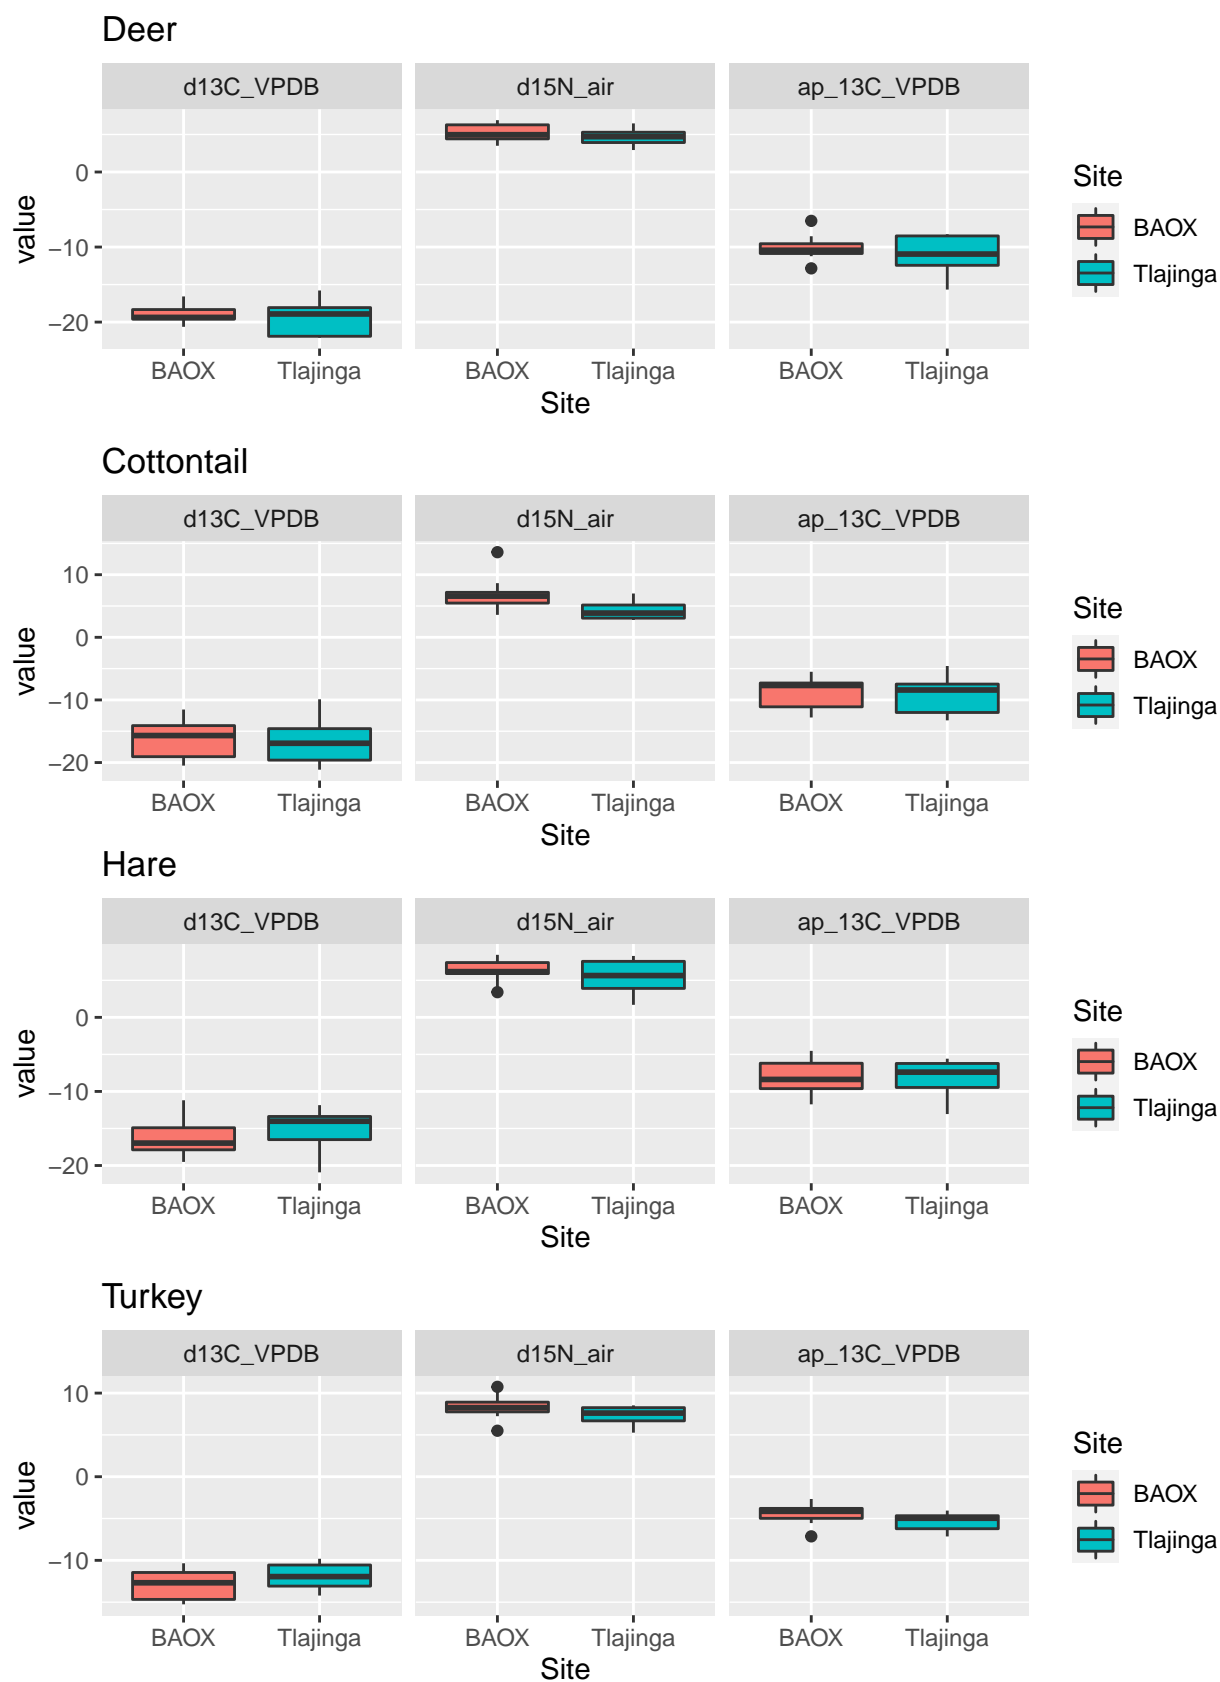 Deer
d13C_VPDB d15N_air ap_13C_VPDB
0
−10
−20
value
BAOX Tlajinga BAOX Tlajinga BAOX Tlajinga
Site
Site
BAOX
Tlajinga
Cottontail
d13C_VPDB d15N_air ap_13C_VPDB
10
0
−10
−20
value
BAOX Tlajinga BAOX Tlajinga BAOX Tlajinga
Site
Site
BAOX
Tlajinga
Hare
d13C_VPDB d15N_air ap_13C_VPDB
0
−10
−20
value
BAOX Tlajinga BAOX Tlajinga BAOX Tlajinga
Site
Site
BAOX
Tlajinga
Turkey
d13C_VPDB d15N_air ap_13C_VPDB
10
0
−10
value
BAOX Tlajinga BAOX Tlajinga BAOX Tlajinga
Site
Site
BAOX
Tlajinga